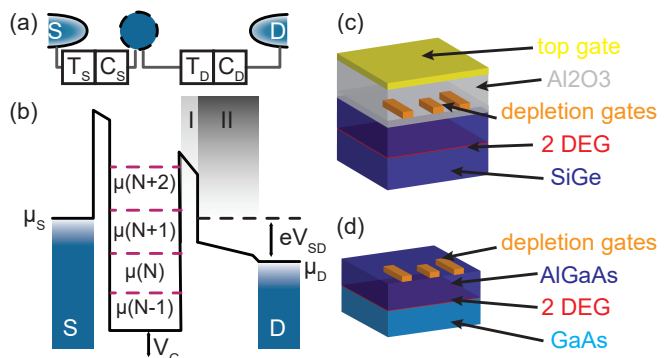 (a)
S
D
T_S C_S
T_D C_D
(b)
I II
μ(N+2)
μ_S
μ(N+1)
eV_SD
μ(N)
μ_D
μ(N-1)
S
D
V_G
(c)
top gate
Al2O3
depletion gates
2 DEG
SiGe
(d)
depletion gates
AlGaAs
2 DEG
GaAs